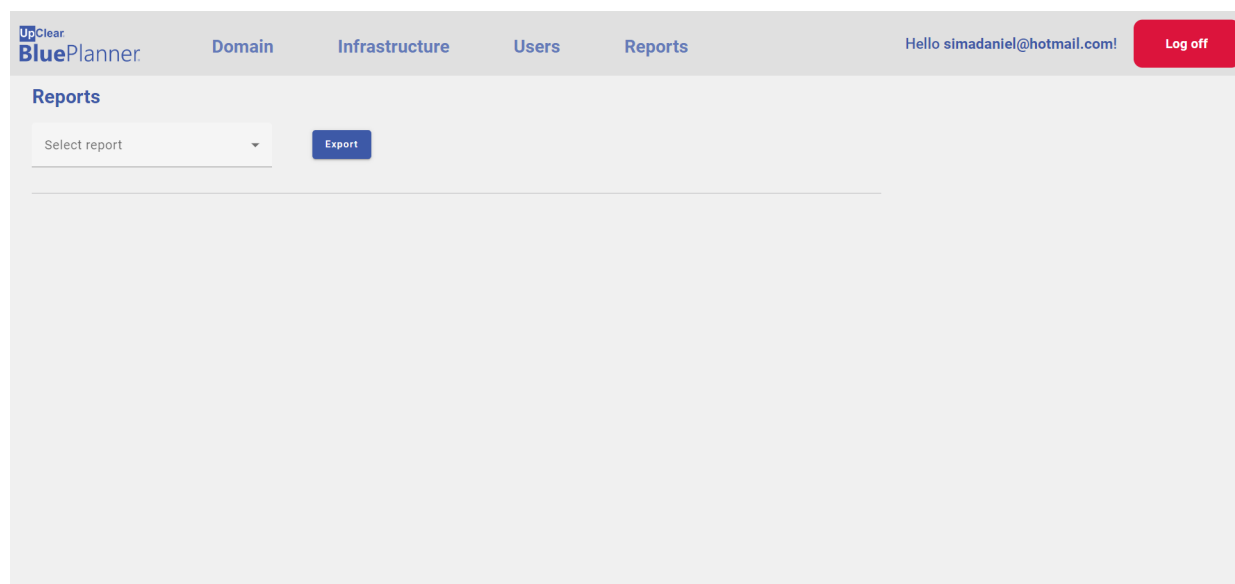 UpClear
BluePlanner
Domain Infrastructure Users Reports Hello simadaniel@hotmail.com! Log off
Reports
Select report Export